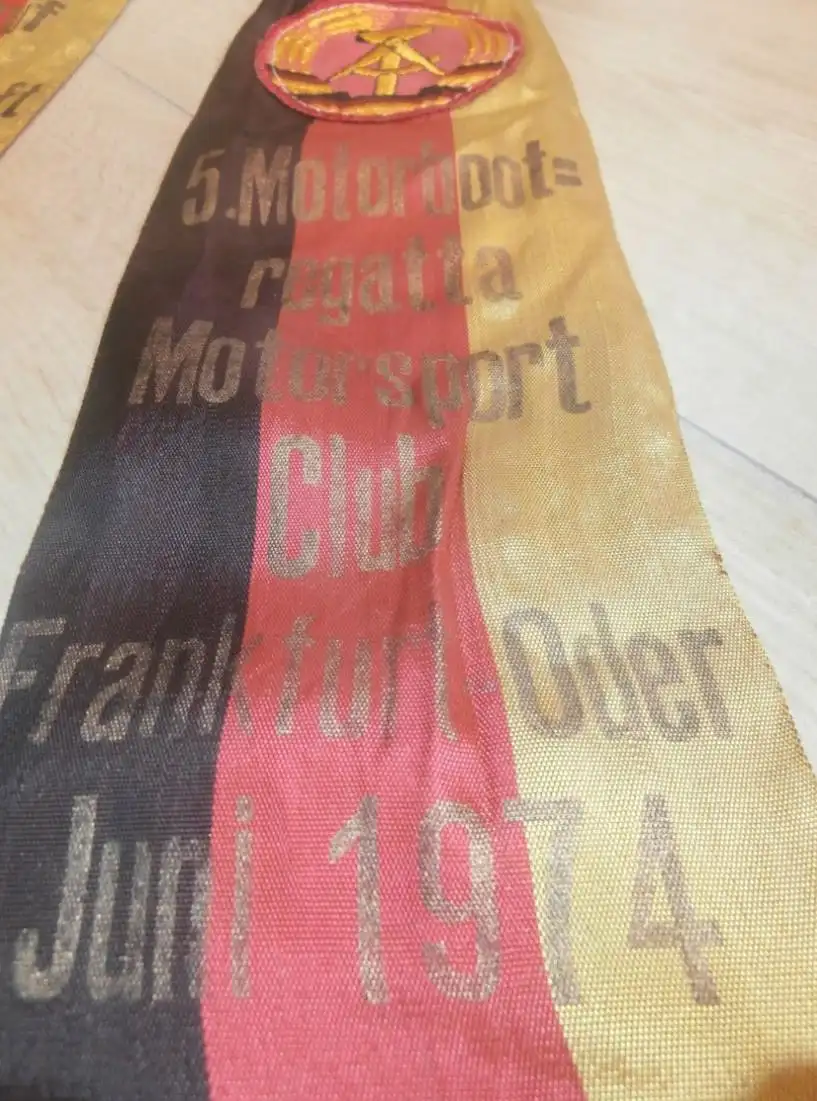 5.Motorboot=
regatta
Motorsport
Club
Frankfurt-Oder
Juni 1974